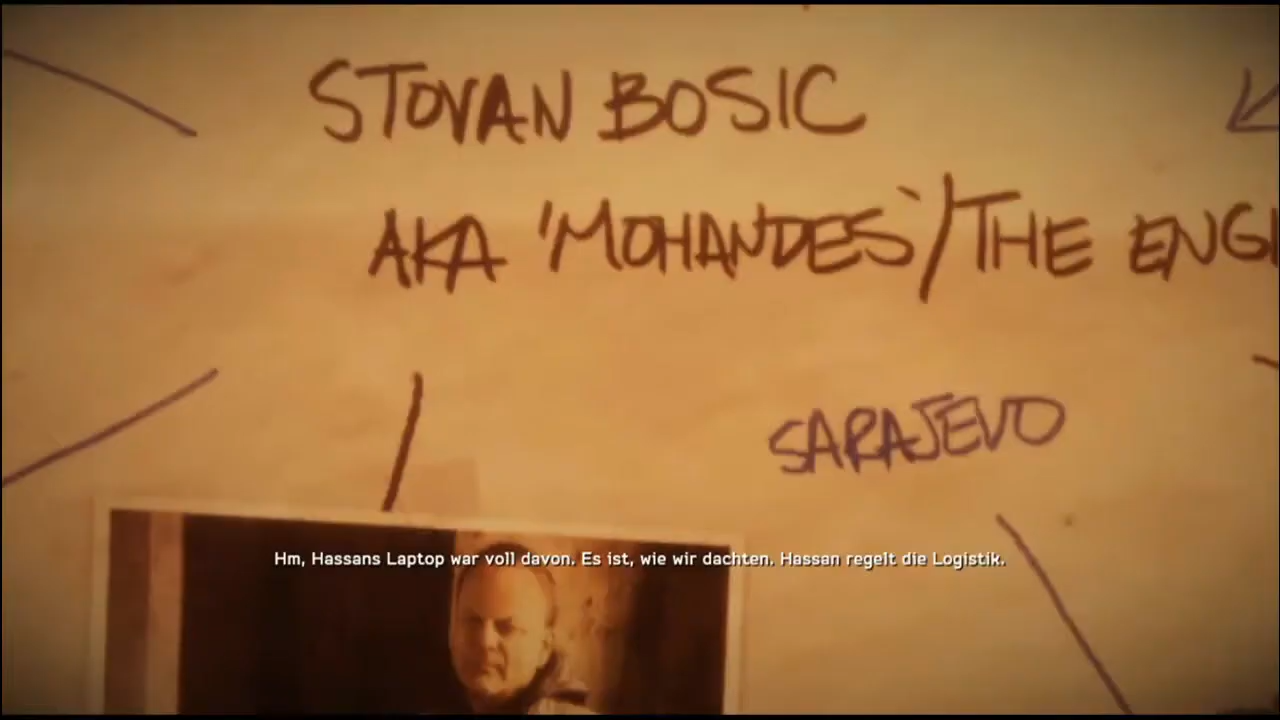 STOVAN BOSIC
AKA 'MOHANDES'/THE ENGI
SARAJEVO
Hm, Hassans Laptop war voll davon. Es ist, wie wir dachten. Hassan regelt die Logistik.